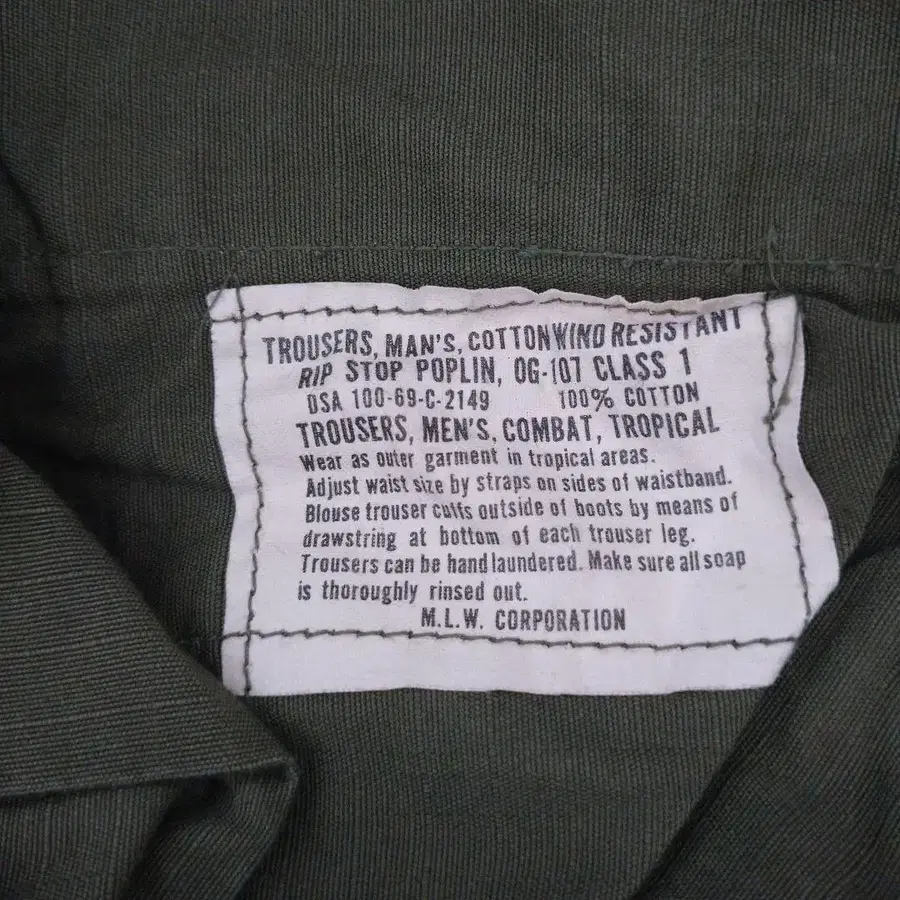 TROUSERS, MAN'S, COTTON WIND RESISTANT
RIP STOP POPLIN, OG-107 CLASS 1
DSA 100-69-C-2149 100% COTTON
TROUSERS, MEN'S, COMBAT, TROPICAL
Wear as outer garment in tropical areas.
Adjust waist size by straps on sides of waistband.
Blouse trouser cuffs outside of boots by means of
drawstring at bottom of each trouser leg.
Trousers can be hand laundered. Make sure all soap
is thoroughly rinsed out.
M.L.W. CORPORATION